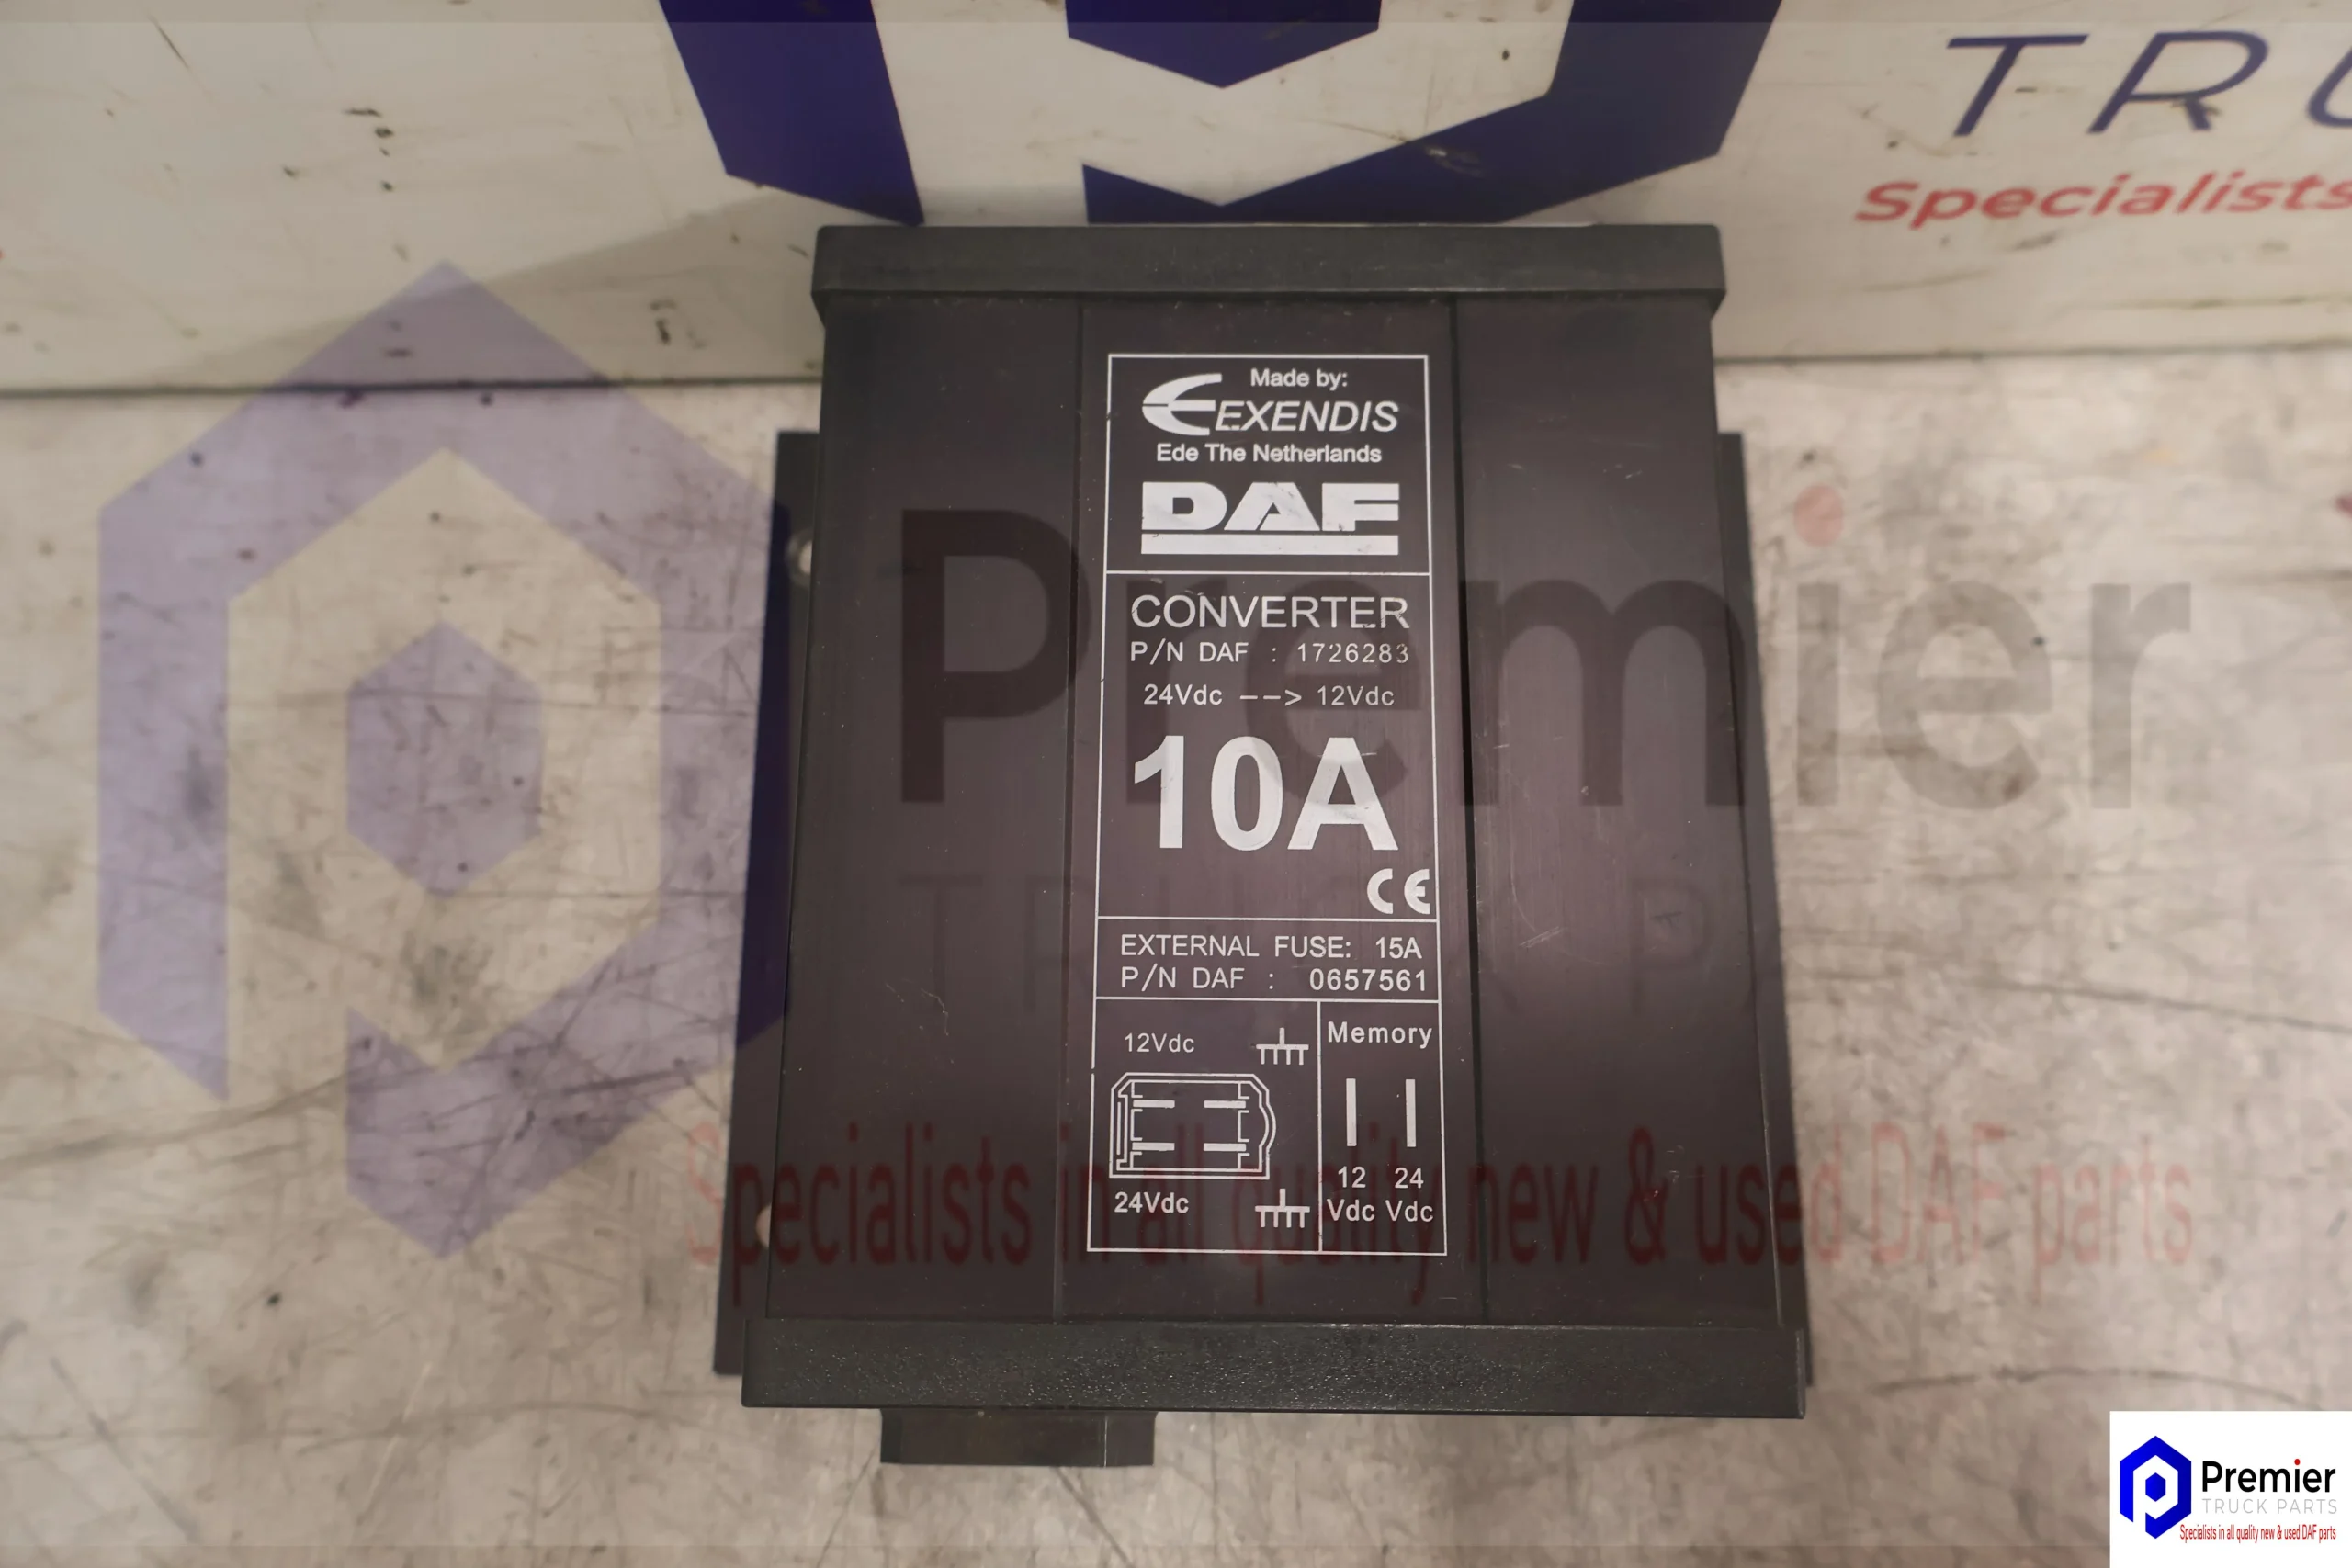 TRU
Specialists
Made by:
EXENDIS
Ede The Netherlands
DAF
CONVERTER
P/N DAF : 1726283
24Vdc --> 12Vdc
10A
CE
EXTERNAL FUSE: 15A
P/N DAF : 0657561
12Vdc
Memory
12 24
24Vdc
Vdc Vdc
Premier
TRUCK P
Specialists in all quality new & used DAF parts
Premier
TRUCK PARTS
Specialists in all quality new & used DAF parts